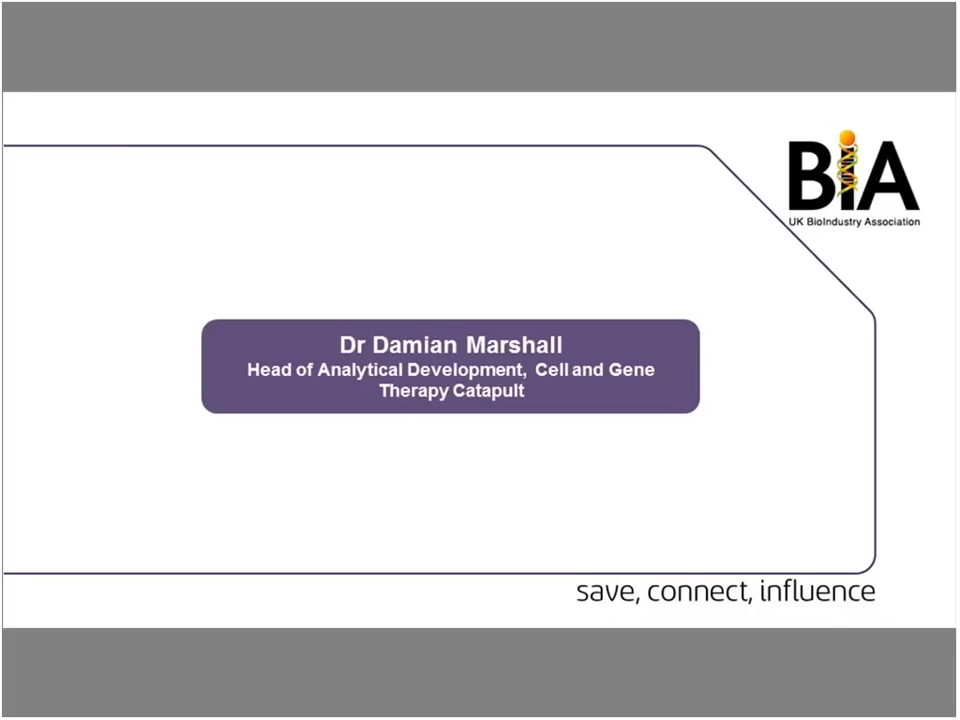 BiA
UK BioIndustry Association
Dr Damian Marshall
Head of Analytical Development, Cell and Gene
Therapy Catapult
save, connect, influence